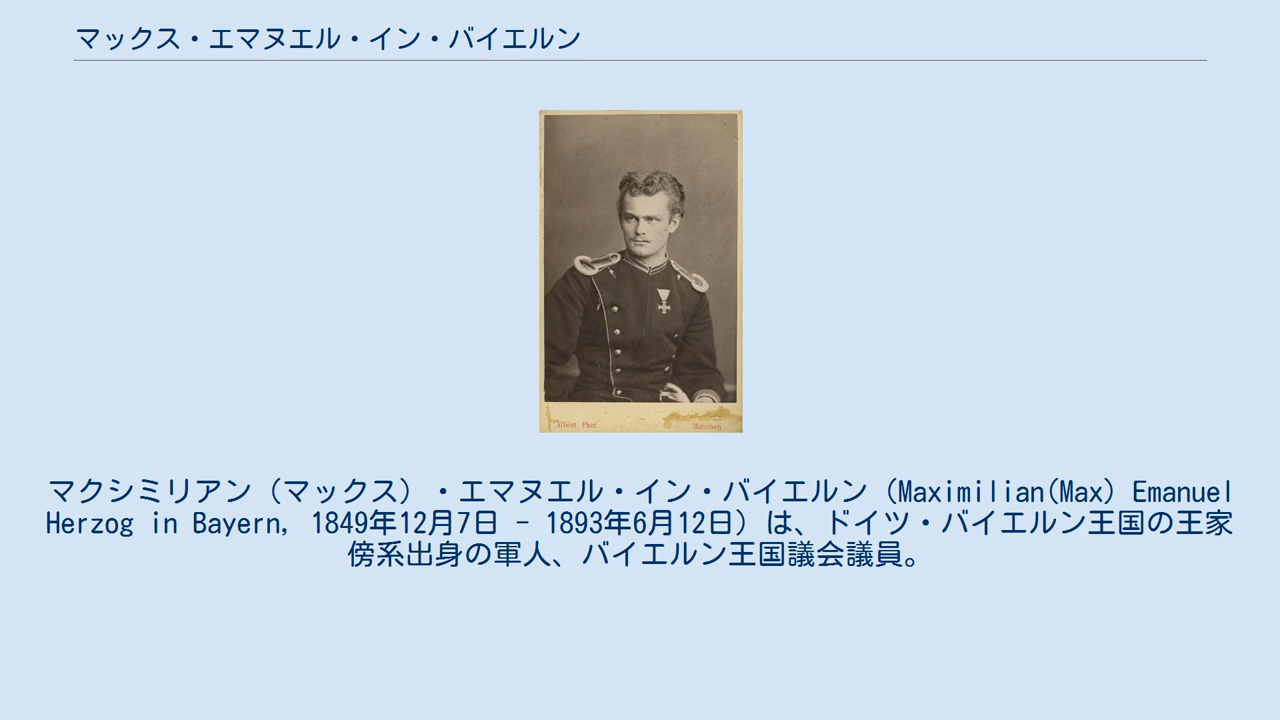 マックス・エマヌエル・イン・バイエルン
Albert Phot
München
マクシミリアン（マックス）・エマヌエル・イン・バイエルン（Maximilian(Max) Emanuel
Herzog in Bayern, 1849年12月7日 - 1893年6月12日）は、ドイツ・バイエルン王国の王家
傍系出身の軍人、バイエルン王国議会議員。